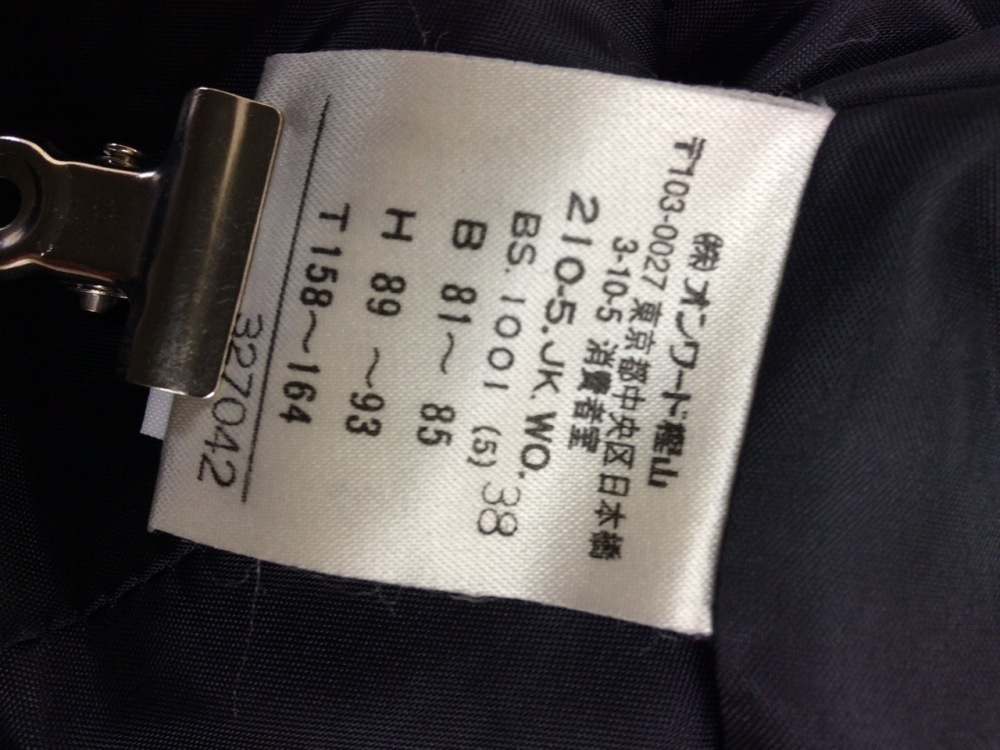 ㈱オンワード樫山
〒103-0027 東京都中央区日本橋
3-10-5 消費者室
210-5.JK.WO.
BS.1001 (5) 38
B 81～ 85
H 89 ～93
T 158～164
327042